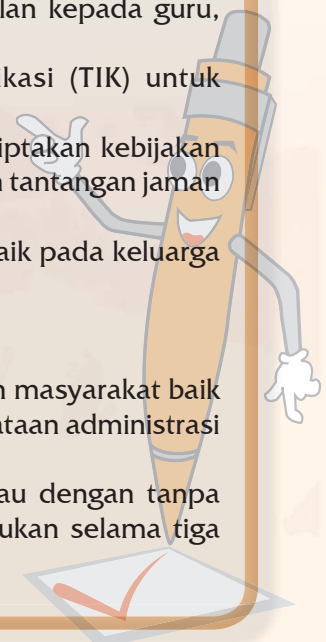 lan kepada guru,
ikasi (TIK) untuk
iptakan kebijakan
n tantangan jaman
aik pada keluarga
n masyarakat baik
ataan administrasi
au dengan tanpa
ukan selama tiga